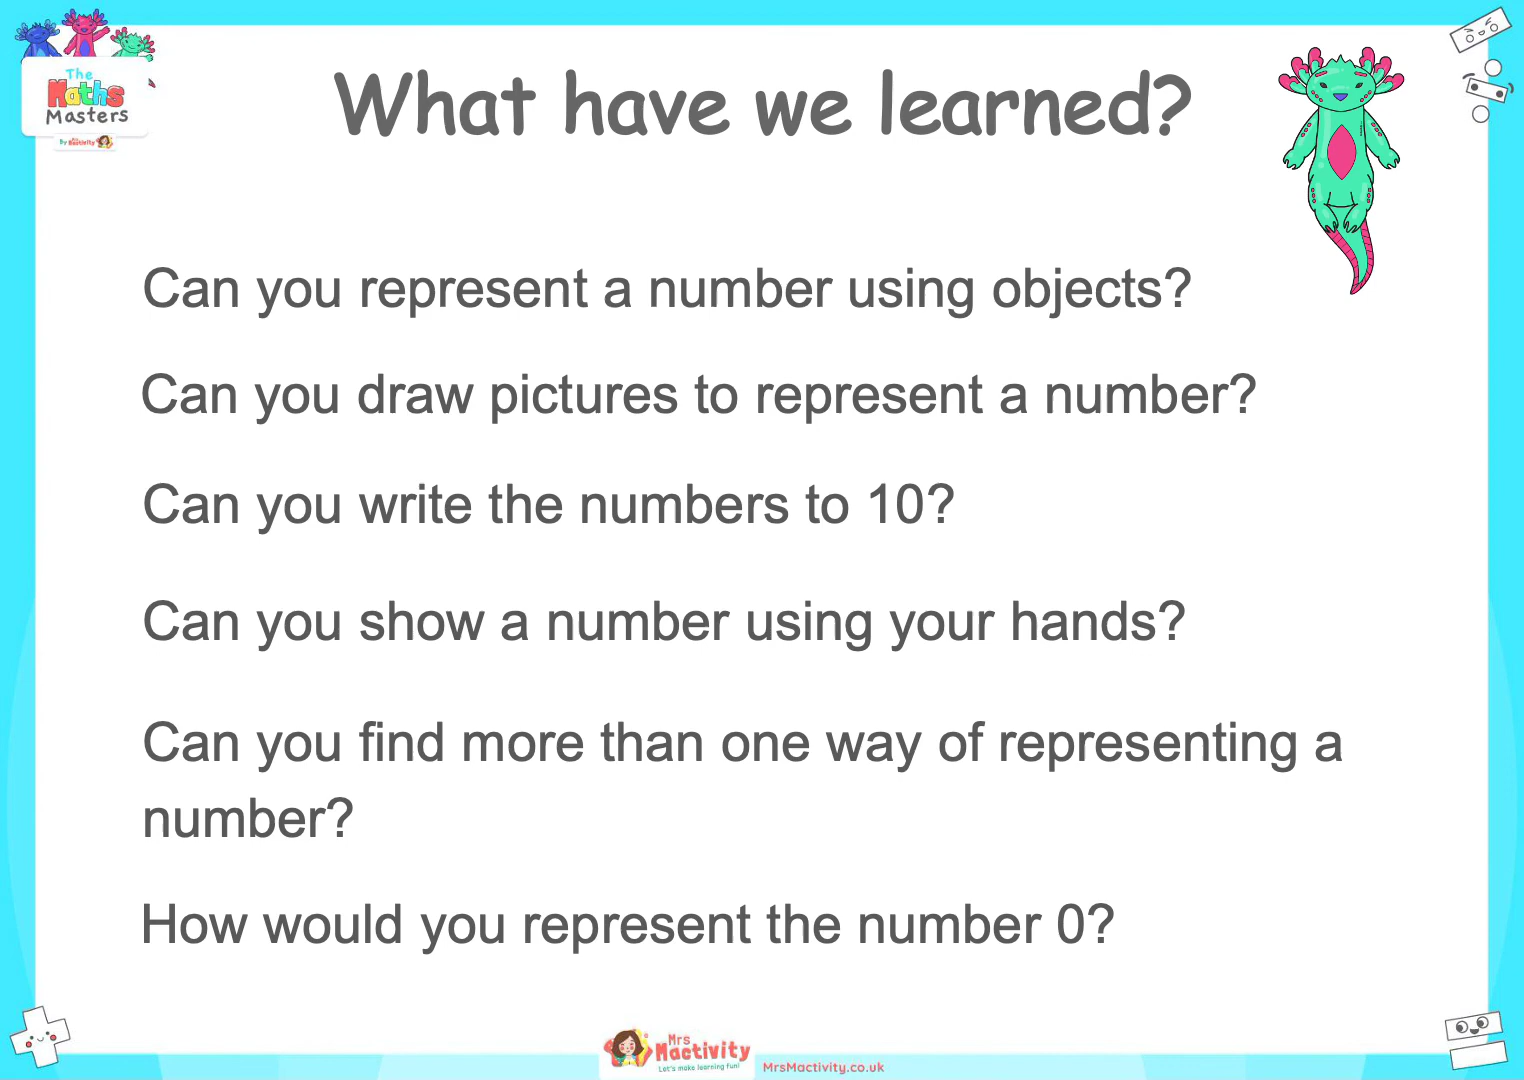 The
Maths
Masters
By Mrs Mactivity
What have we learned?
Can you represent a number using objects?
Can you draw pictures to represent a number?
Can you write the numbers to 10?
Can you show a number using your hands?
Can you find more than one way of representing a
number?
How would you represent the number 0?
Mrs
Mactivity
Let's make learning fun!
MrsMactivity.co.uk